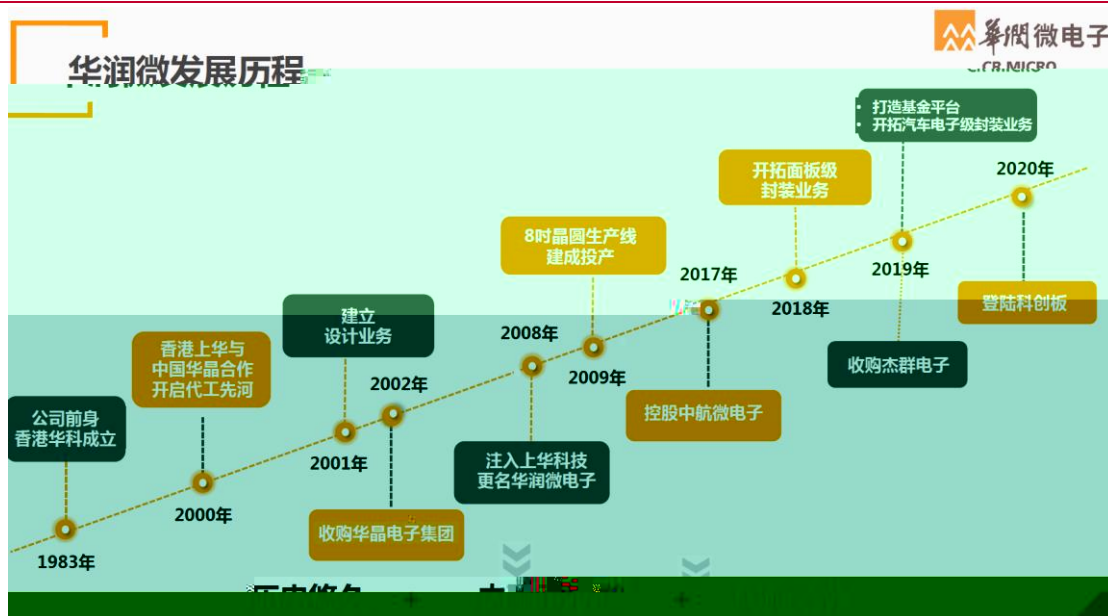 华润微发展历程
華潤微电子
CR.MICRO
打造基金平台
开拓汽车电子级封装业务
2020年
开拓面板级
封装业务
8吋晶圆生产线
建成投产
2017年
2019年
2018年
登陆科创板
建立
设计业务
2008年
香港上华与
中国华晶合作
开启代工先河
2002年
2009年
收购杰群电子
公司前身
香港华科成立
控股中航微电子
2001年
注入上华科技
更名华润微电子
2000年
收购华晶电子集团
1983年